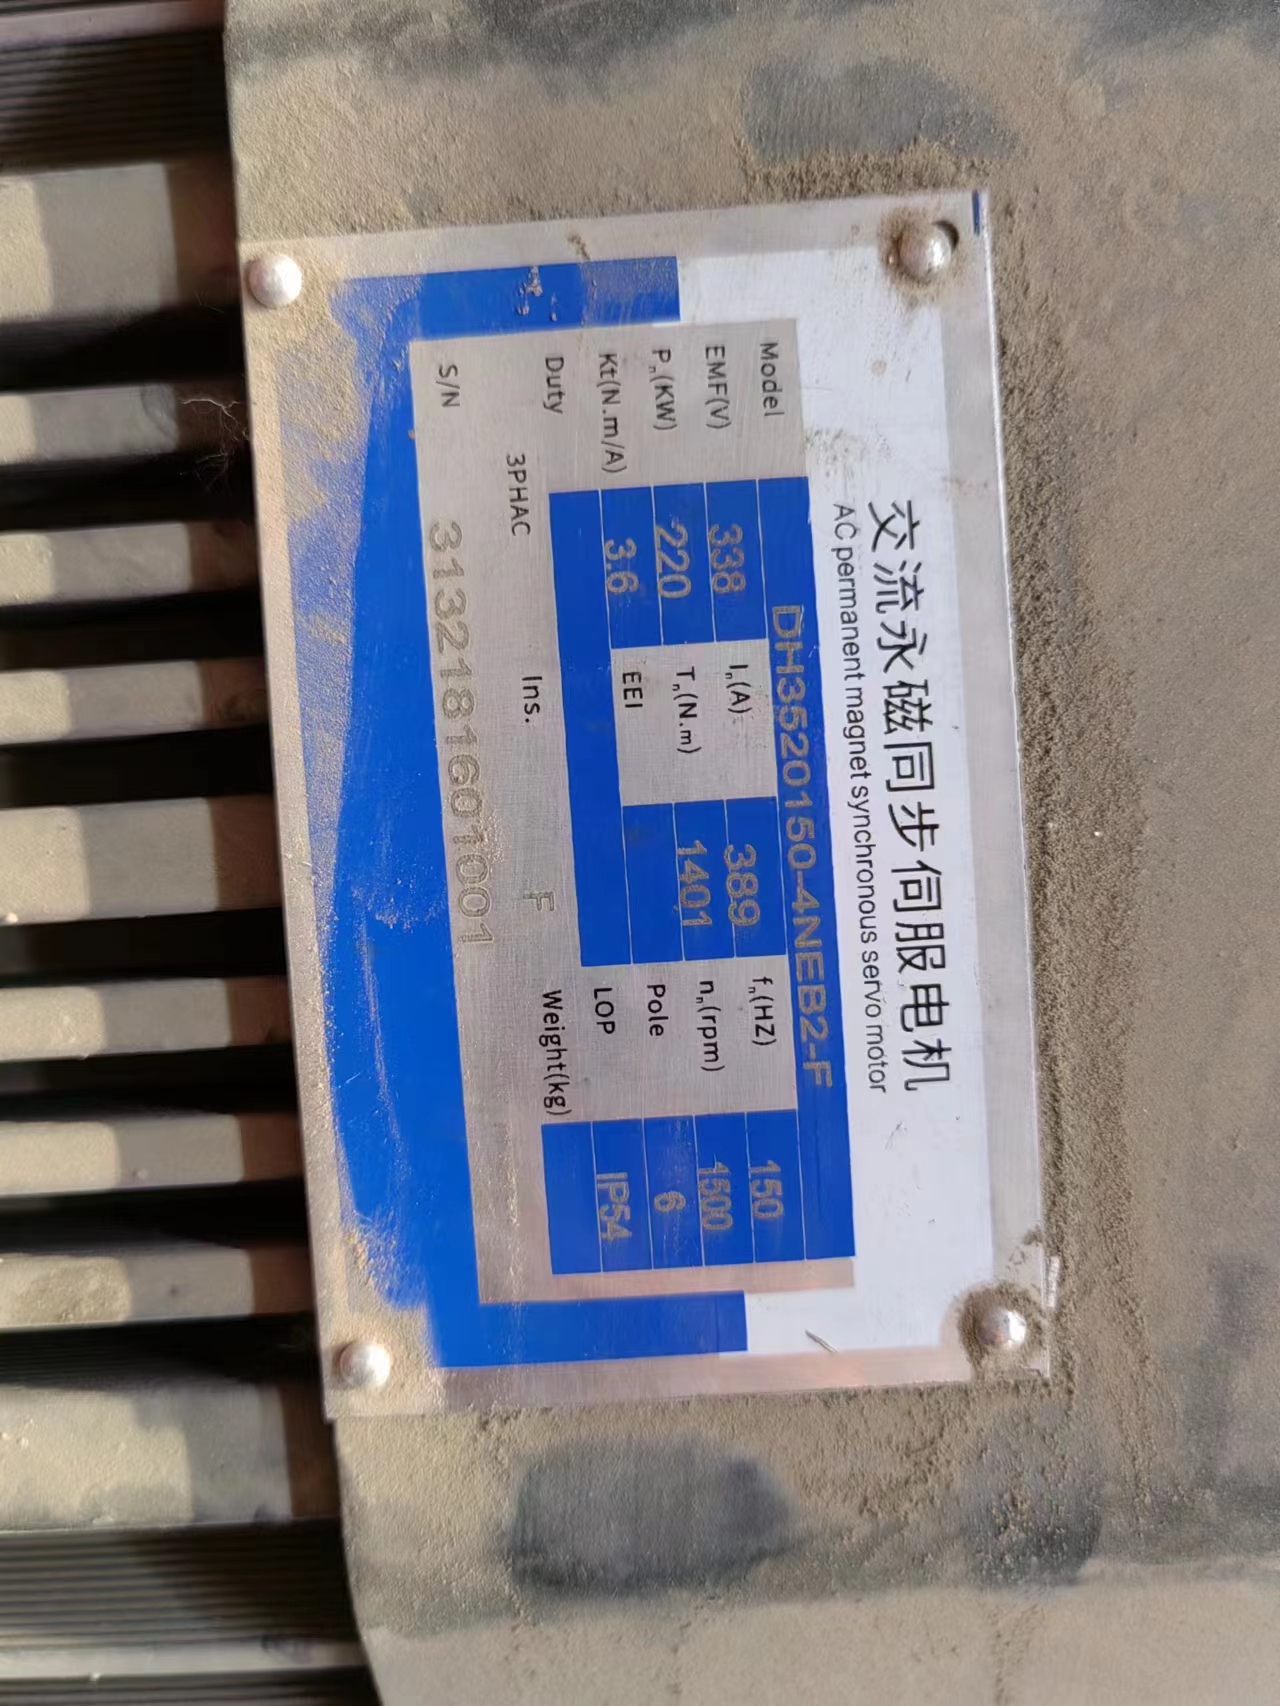 交流永磁同步伺服电机
AC permanent magnet synchronous servo motor
Model DH3520150-4NEB2-F
EMF(V) 338 In(A) 389 fn(HZ) 150
Pn(KW) 220 Tn(N.m) 1401 nn(rpm) 1500
Kt(N.m/A) 3.6 EEI Pole 6
Duty LOP IP54
3PHAC Ins. F Weight(kg)
S/N 3132181601001